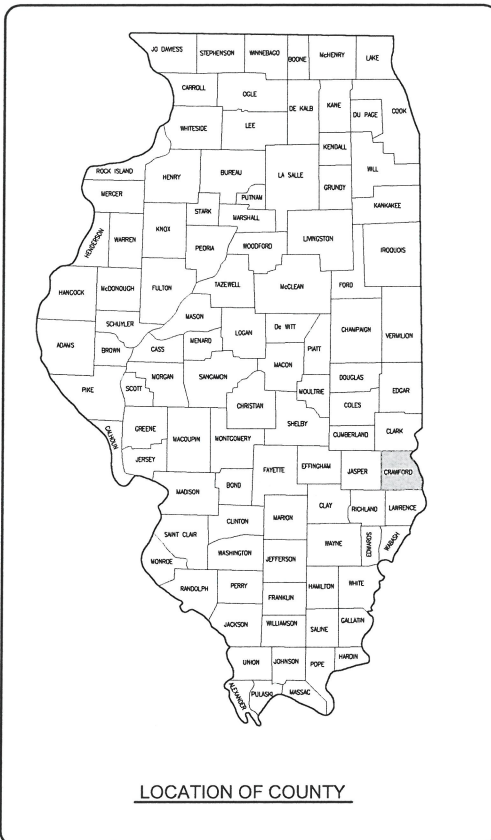 JO DAVIESS STEPHENSON WINNEBAGO BOONE McHENRY LAKE
CARROLL OGLE DE KALB KANE COOK
DU PAGE
WHITESIDE LEE
KENDALL
ROCK ISLAND HENRY BUREAU LA SALLE WILL
MERCER PUTNAM GRUNDY
STARK KANKAKEE
HENDERSON WARREN KNOX MARSHALL
PEORIA WOODFORD LIVINGSTON IROQUOIS
HANCOCK McDONOUGH FULTON TAZEWELL McCLEAN FORD
SCHUYLER MASON
ADAMS BROWN CASS MENARD LOGAN De WITT CHAMPAIGN VERMILION
PIATT
MACON
PIKE SCOTT MORGAN SANGAMON DOUGLAS EDGAR
MOULTRIE
CHRISTIAN COLES
CALHOUN GREENE MACOUPIN MONTGOMERY SHELBY CUMBERLAND CLARK
JERSEY
FAYETTE EFFINGHAM JASPER CRAWFORD
MADISON BOND
CLAY RICHLAND LAWRENCE
CLINTON MARION
SAINT CLAIR WAYNE EDWARDS WABASH
WASHINGTON JEFFERSON
MONROE
RANDOLPH PERRY HAMILTON WHITE
FRANKLIN
JACKSON WILLIAMSON SALINE GALLATIN
UNION JOHNSON POPE HARDIN
ALEXANDER PULASKI MASSAC
LOCATION OF COUNTY